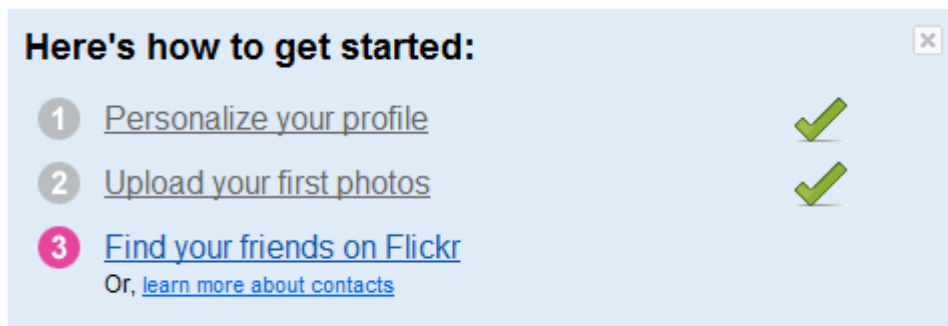 Here's how to get started:
1 Personalize your profile
2 Upload your first photos
3 Find your friends on Flickr
Or, learn more about contacts